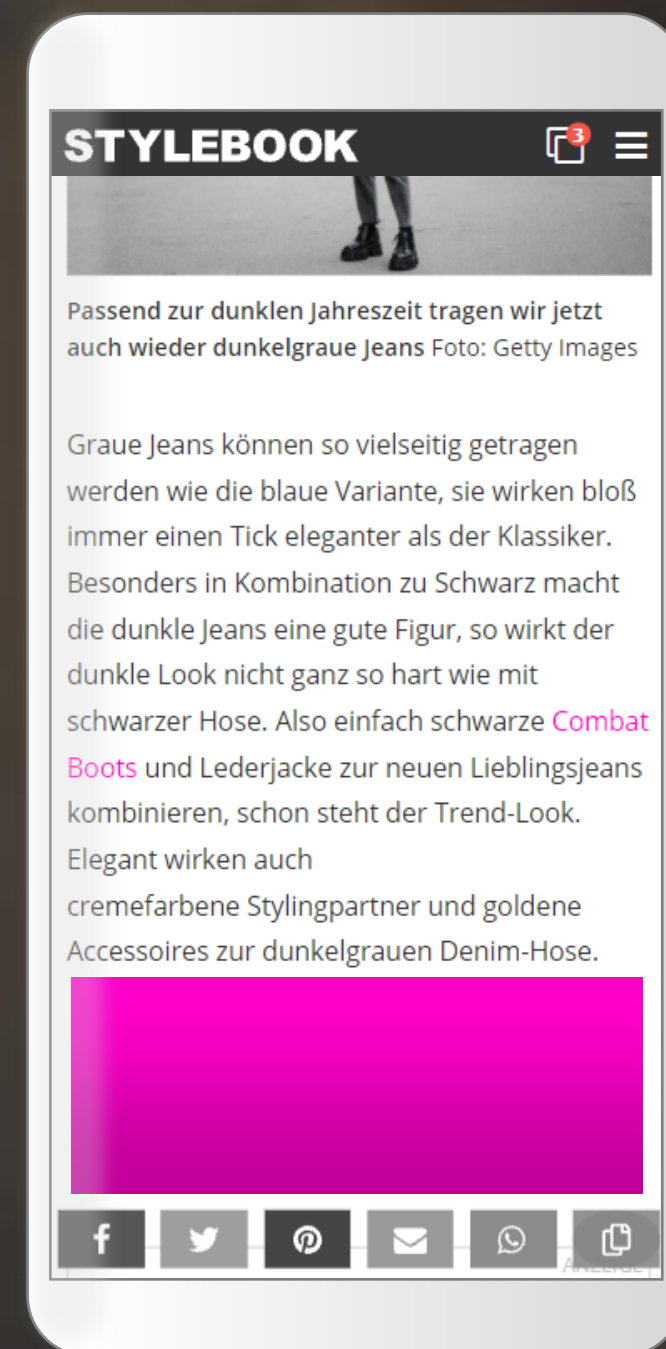 STYLEBOOK
3
Passend zur dunklen Jahreszeit tragen wir jetzt
auch wieder dunkelgraue Jeans Foto: Getty Images
Graue Jeans können so vielseitig getragen
werden wie die blaue Variante, sie wirken bloß
immer einen Tick eleganter als der Klassiker.
Besonders in Kombination zu Schwarz macht
die dunkle Jeans eine gute Figur, so wirkt der
dunkle Look nicht ganz so hart wie mit
schwarzer Hose. Also einfach schwarze Combat
Boots und Lederjacke zur neuen Lieblingsjeans
kombinieren, schon steht der Trend-Look.
Elegant wirken auch
cremefarbene Stylingpartner und goldene
Accessoires zur dunkelgrauen Denim-Hose.
ANZEIGE